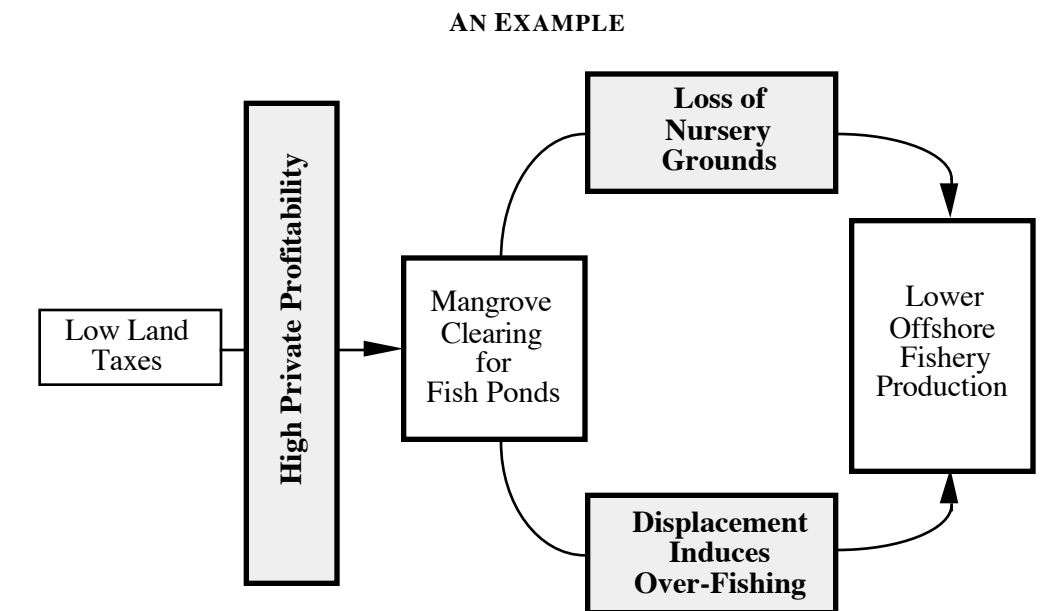 AN EXAMPLE
Low Land
Taxes
High Private Profitability
Mangrove
Clearing
for
Fish Ponds
Loss of
Nursery
Grounds
Displacement
Induces
Over-Fishing
Lower
Offshore
Fishery
Production